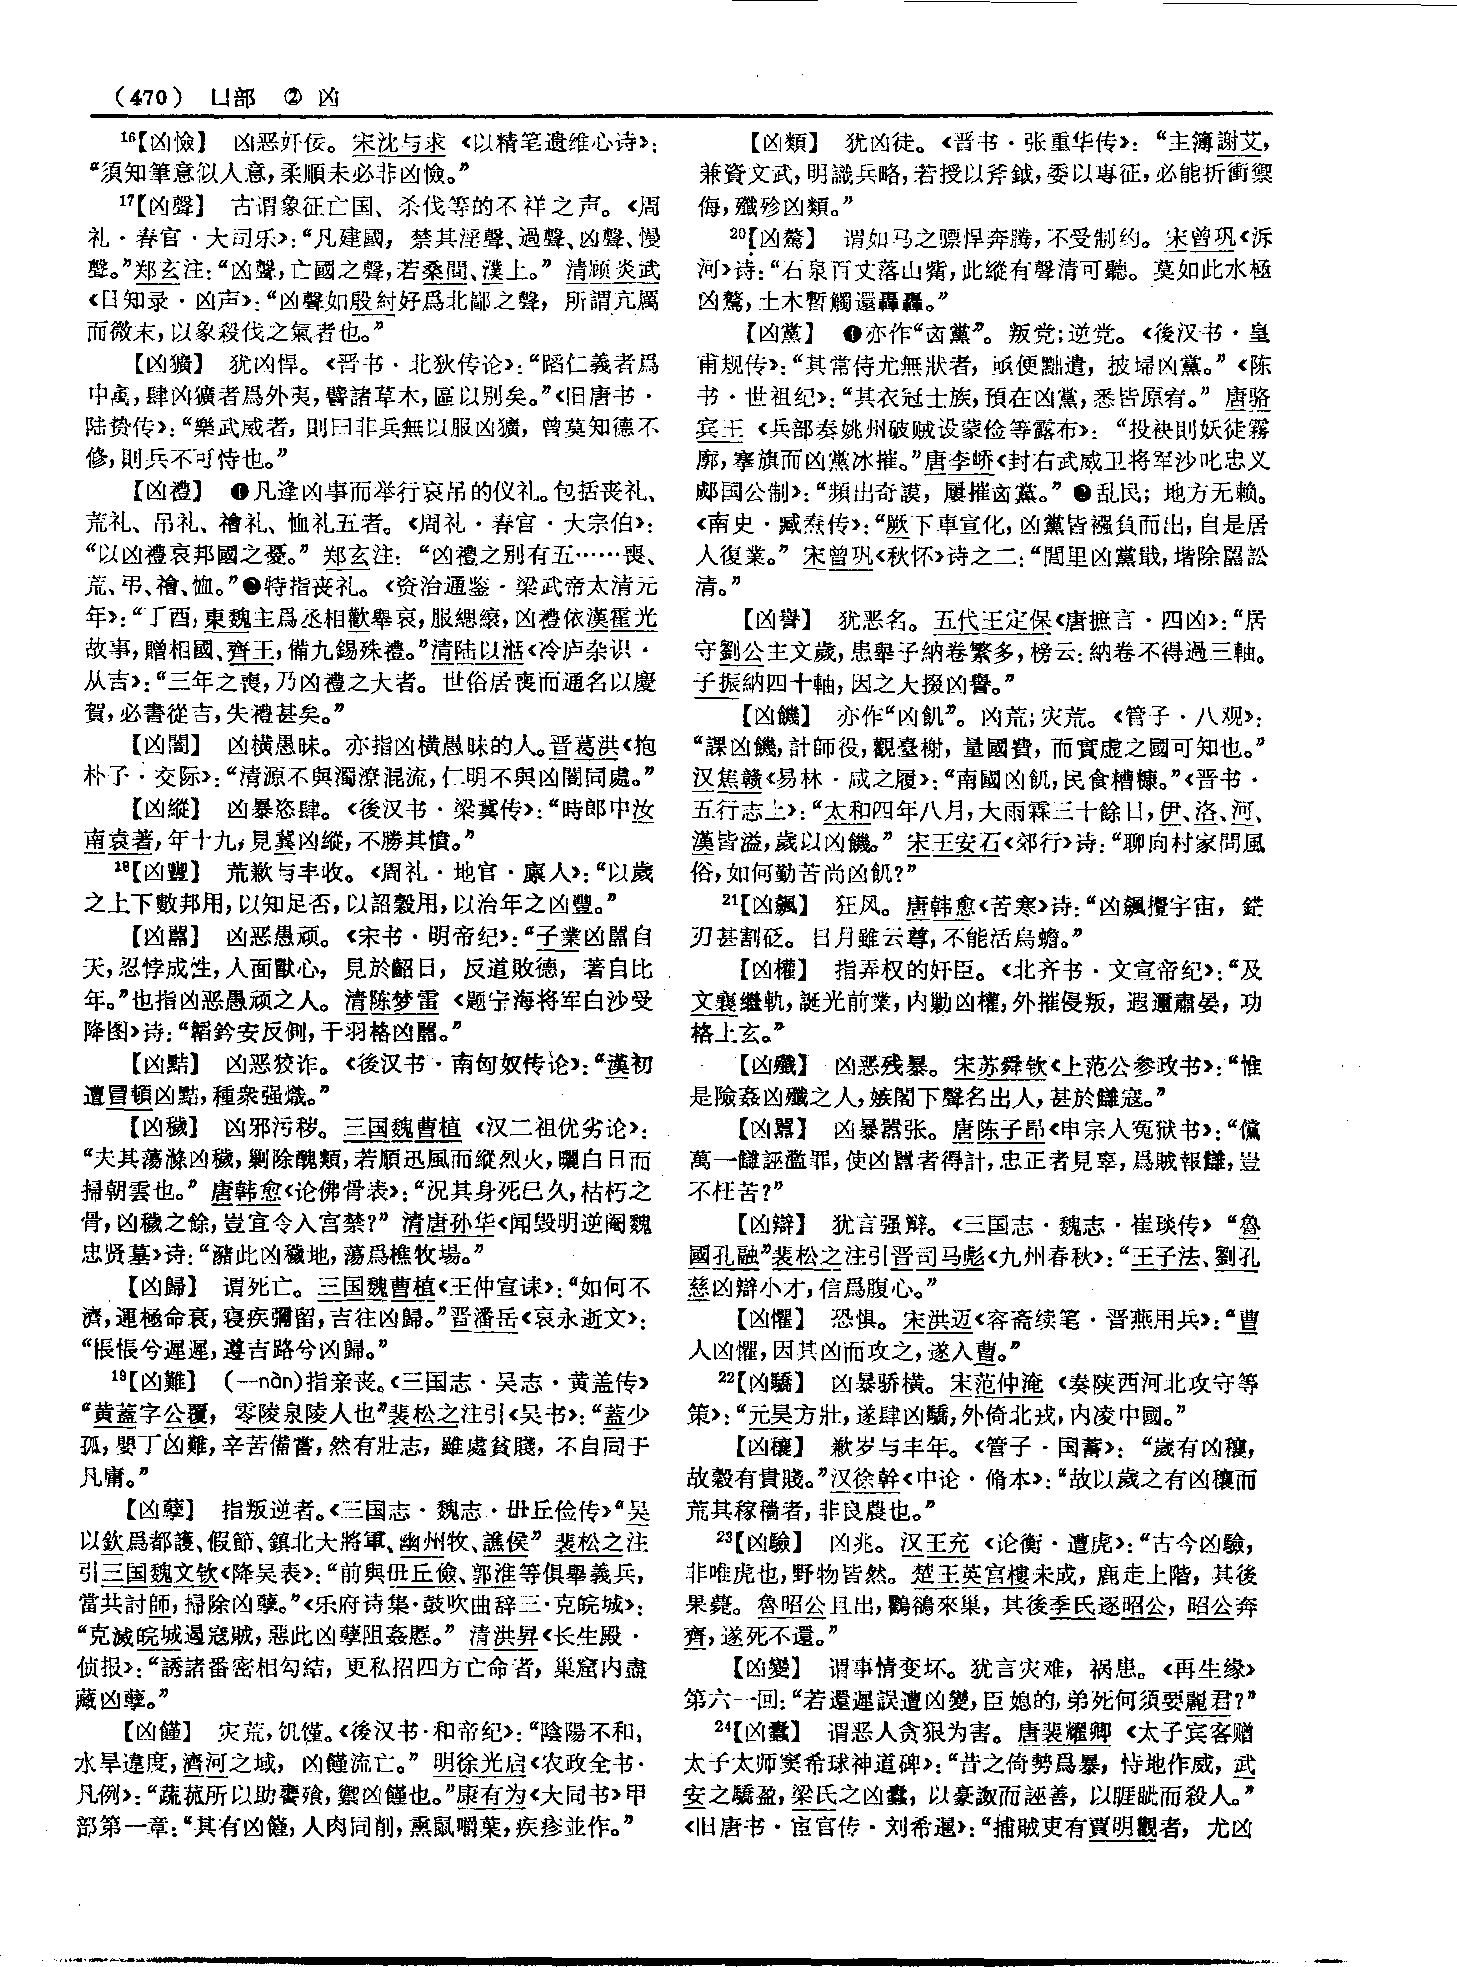 (470) 凵部 ② 凶
16【凶憸】 凶恶奸佞。宋沈与求《以精笔遗维心诗》：
“須知筆意似人意，柔順未必非凶憸。”
17【凶聲】 古谓象征亡国、杀伐等的不祥之声。《周
礼·春官·大司乐》：“凡建國，禁其淫聲、過聲、凶聲、慢
聲。”郑玄注：“凶聲，亡國之聲，若桑間、濮上。” 清顾炎武
《日知录·凶声》：“凶聲如殷紂好爲北鄙之聲，所謂亢厲
而微末，以象殺伐之氣者也。”
【凶獷】 犹凶悍。《晋书·北狄传论》：“蹈仁義者爲
中㝢，肆凶獷者爲外夷，譬諸草木，區以别矣。”《旧唐书·
陆贽传》：“樂武威者，則曰非兵無以服凶獷，曾莫知德不
修，則兵不可恃也。”
【凶禮】 ❶凡逢凶事而举行哀吊的仪礼。包括丧礼、
荒礼、吊礼、禬礼、恤礼五者。《周礼·春官·大宗伯》：
“以凶禮哀邦國之憂。” 郑玄注：“凶禮之别有五……喪、
荒、弔、禬、恤。”❷特指丧礼。《资治通鉴·梁武帝太清元
年》：“丁酉，東魏主爲丞相歡舉哀，服緦縗，凶禮依漢霍光
故事，贈相國、齊王，備九錫殊禮。”清陆以湉《冷庐杂识·
从吉》：“三年之喪，乃凶禮之大者。世俗居喪而通名以慶
賀，必書從吉，失禮甚矣。”
【凶闇】 凶横愚昧。亦指凶横愚昧的人。晋葛洪《抱
朴子·交际》：“清源不與濁潦混流，仁明不與凶闇同處。”
【凶縱】 凶暴恣肆。《後汉书·梁冀传》：“時郎中汝
南袁著，年十九，見冀凶縱，不勝其憤。”
18【凶豐】 荒歉与丰收。《周礼·地官·廪人》：“以歲
之上下數邦用，以知足否，以詔穀用，以治年之凶豐。”
【凶嚚】 凶恶愚顽。《宋书·明帝纪》：“子業凶嚚自
天，忍悖成性，人面獸心，見於齠日，反道敗德，著自比
年。”也指凶恶愚顽之人。清陈梦雷《题宁海将军白沙受
降图》诗：“韜鈐安反側，干羽格凶嚚。”
【凶黠】 凶恶狡诈。《後汉书·南匈奴传论》：“漢初
遭冒頓凶黠，種衆强熾。”
【凶穢】 凶邪污秽。三国魏曹植《汉二祖优劣论》：
“夫其蕩滌凶穢，剿除醜類，若順迅風而縱烈火，曬白日而
掃朝雲也。” 唐韩愈《论佛骨表》：“況其身死已久，枯朽之
骨，凶穢之餘，豈宜令入宫禁？” 清唐孙华《闻毁明逆阉魏
忠贤墓》诗：“瀦此凶穢地，蕩爲樵牧場。”
【凶歸】 谓死亡。三国魏曹植《王仲宣诔》：“如何不
濟，運極命衰，寝疾彌留，吉往凶歸。”晋潘岳《哀永逝文》：
“悵悵兮遲遲，遵吉路兮凶歸。”
19【凶難】 （—nàn）指亲丧。《三国志·吴志·黄盖传》
“黄蓋字公覆，零陵泉陵人也”裴松之注引《吴书》：“蓋少
孤，嬰丁凶難，辛苦備嘗，然有壯志，雖處貧賤，不自同于
凡庸。”
【凶孽】 指叛逆者。《三国志·魏志·毌丘俭传》“吴
以欽爲都護、假節、鎮北大將軍、幽州牧、譙侯” 裴松之注
引三国魏文钦《降吴表》：“前與毌丘儉、郭淮等俱舉義兵，
當共討師，掃除凶孽。”《乐府诗集·鼓吹曲辞三·克皖城》：
“克滅皖城遏寇賊，惡此凶孽阻姦慝。” 清洪昇《长生殿·
侦报》：“誘諸番密相勾結，更私招四方亡命者，巢窟内盡
藏凶孽。”
【凶饉】 灾荒，饥馑。《後汉书·和帝纪》：“陰陽不和，
水旱違度，濟河之域，凶饉流亡。” 明徐光启《农政全书·
凡例》：“蔬菰所以助饔飱，禦凶饉也。”康有为《大同书》甲
部第一章：“其有凶饉，人肉同削，熏鼠嚼葉，疾疹並作。”
【凶類】 犹凶徒。《晋书·张重华传》：“主簿謝艾，
兼資文武，明識兵略，若授以斧鉞，委以專征，必能折衝禦
侮，殲殄凶類。”
20【凶驁】 谓如马之骠悍奔腾，不受制约。宋曾巩《泝
河》诗：“石泉百丈落山觜，此縱有聲清可聽。莫如此水極
凶驁，土木暫觸還轟轟。”
【凶黨】 ❶亦作“㐫黨”。叛党；逆党。《後汉书·皇
甫规传》：“其常侍尤無狀者，亟便黜遣，披埽凶黨。”《陈
书·世祖纪》：“其衣冠士族，預在凶黨，悉皆原宥。” 唐骆
宾王《兵部奏姚州破贼设蒙俭等露布》：“投袂則妖徒霧
廓，搴旗而凶黨冰摧。”唐李峤《封右武威卫将军沙叱忠义
郕国公制》：“頻出奇謨，屢摧㐫黨。” ❷乱民；地方无赖。
《南史·臧焘传》：“厥下車宣化，凶黨皆襁負而出，自是居
人復業。” 宋曾巩《秋怀》诗之二：“閭里凶黨戢，堦除嚚訟
清。”
【凶譽】 犹恶名。五代王定保《唐摭言·四凶》：“居
守劉公主文歲，患舉子納卷繁多，榜云：納卷不得過三軸。
子振納四十軸，因之大掇凶譽。”
【凶饑】 亦作“凶飢”。凶荒；灾荒。《管子·八观》：
“課凶饑，計師役，觀臺榭，量國費，而實虚之國可知也。”
汉焦赣《易林·咸之履》：“南國凶飢，民食糟糠。”《晋书·
五行志上》：“太和四年八月，大雨霖三十餘日，伊、洛、河、
漢皆溢，歲以凶饑。” 宋王安石《郊行》诗：“聊向村家問風
俗，如何勤苦尚凶飢？”
21【凶飆】 狂风。唐韩愈《苦寒》诗：“凶飆攪宇宙，鋩
刃甚割砭。日月雖云尊，不能活烏蟾。”
【凶權】 指弄权的奸臣。《北齐书·文宣帝纪》：“及
文襄繼軌，誕光前業，内勦凶權，外摧侵叛，遐邇肅晏，功
格上玄。”
【凶殲】 凶恶残暴。宋苏舜钦《上范公参政书》：“惟
是險姦凶殲之人，嫉閣下聲名出人，甚於讎寇。”
【凶囂】 凶暴嚣张。唐陈子昂《申宗人冤狱书》：“儻
萬一讎誣濫罪，使凶囂者得計，忠正者見辜，爲賊報讎，豈
不枉苦？”
【凶辯】 犹言强辩。《三国志·魏志·崔琰传》“魯
國孔融”裴松之注引晋司马彪《九州春秋》：“王子法、劉孔
慈凶辯小才，信爲腹心。”
【凶懼】 恐惧。宋洪迈《容斋续笔·晋燕用兵》：“曹
人凶懼，因其凶而攻之，遂入曹。”
22【凶驕】 凶暴骄横。宋范仲淹《奏陕西河北攻守等
策》：“元昊方壯，遂肆凶驕，外倚北戎，内凌中國。”
【凶穰】 歉岁与丰年。《管子·国蓄》：“歲有凶穰，
故穀有貴賤。”汉徐幹《中论·脩本》：“故以歲之有凶穰而
荒其稼穡者，非良農也。”
23【凶驗】 凶兆。汉王充《论衡·遭虎》：“古今凶驗，
非唯虎也，野物皆然。楚王英宫樓未成，鹿走上階，其後
果薨。魯昭公且出，鸜鵒來巢，其後季氏逐昭公，昭公奔
齊，遂死不還。”
【凶變】 谓事情变坏。犹言灾难，祸患。《再生缘》
第六一回：“若還遲誤遭凶變，臣媳的，弟死何須要麗君？”
24【凶蠹】 谓恶人贪狠为害。唐裴耀卿《太子宾客赠
太子太师窦希球神道碑》：“昔之倚勢爲暴，恃地作威，武
安之驕盈，梁氏之凶蠹，以豪敚而誣善，以睚眦而殺人。”
《旧唐书·宦官传·刘希暹》：“捕賊吏有賈明觀者，尤凶